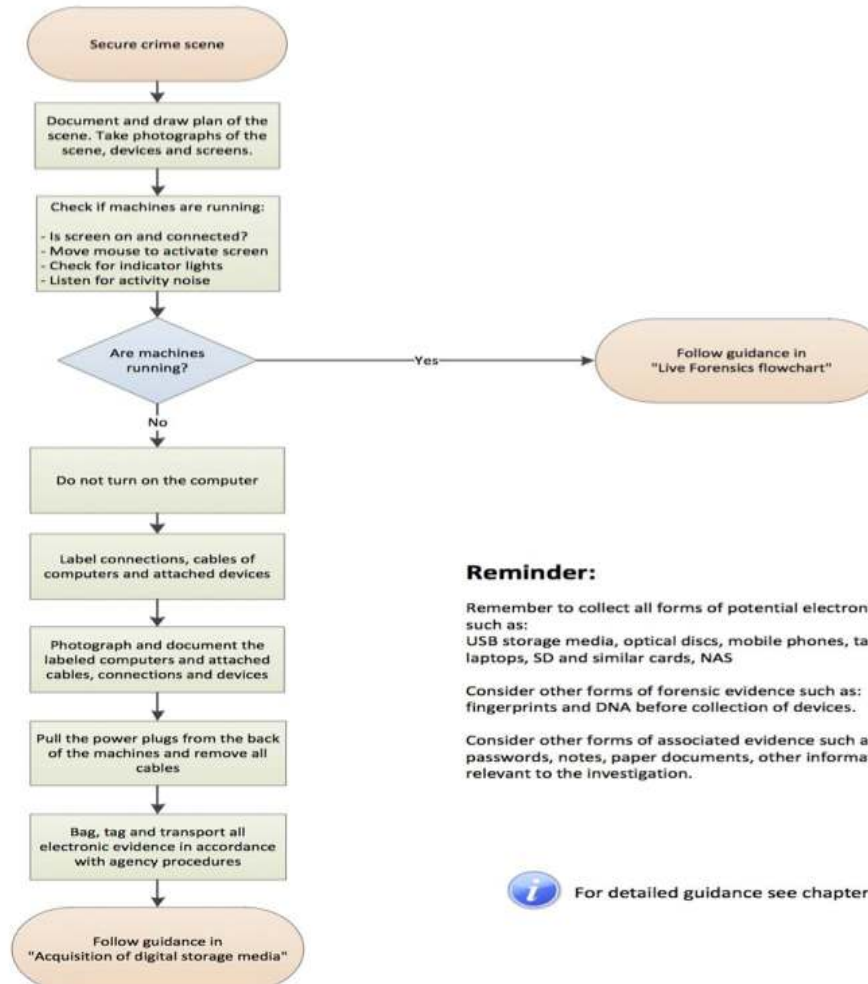 Secure crime scene
Document and draw plan of the
scene. Take photographs of the
scene, devices and screens.
Check if machines are running:
- Is screen on and connected?
- Move mouse to activate screen
- Check for indicator lights
- Listen for activity noise
Are machines
running?
Yes
Follow guidance in
"Live Forensics flowchart"
No
Do not turn on the computer
Label connections, cables of
computers and attached devices
Photograph and document the
labeled computers and attached
cables, connections and devices
Pull the power plugs from the back
of the machines and remove all
cables
Bag, tag and transport all
electronic evidence in accordance
with agency procedures
Follow guidance in
"Acquisition of digital storage media"
Reminder:
Remember to collect all forms of potential
such as:
USB storage media, optical discs, mobile phones,
laptops, SD and similar cards, NAS
Consider other forms of forensic evidence such as:
fingerprints and DNA before collection of devices.
Consider other forms of associated evidence such
passwords, notes, paper documents, other
relevant to the investigation.
i
For detailed guidance see chapter